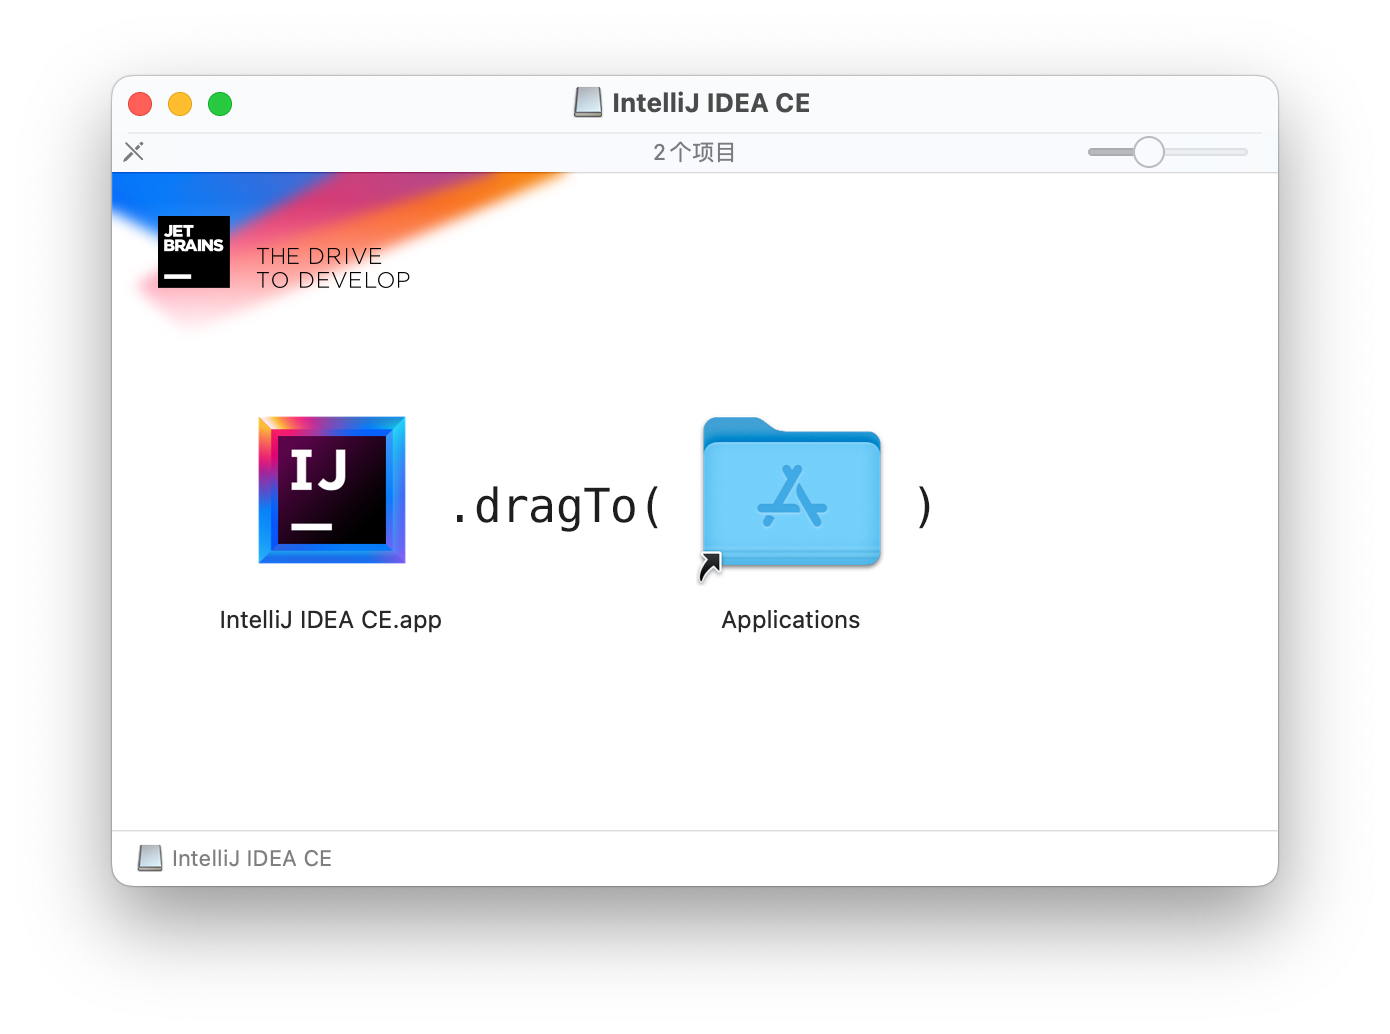 IntelliJ IDEA CE
2个项目
JET
BRAINS
THE DRIVE
TO DEVELOP
IJ
.dragTo( )
IntelliJ IDEA CE.app
Applications
IntelliJ IDEA CE